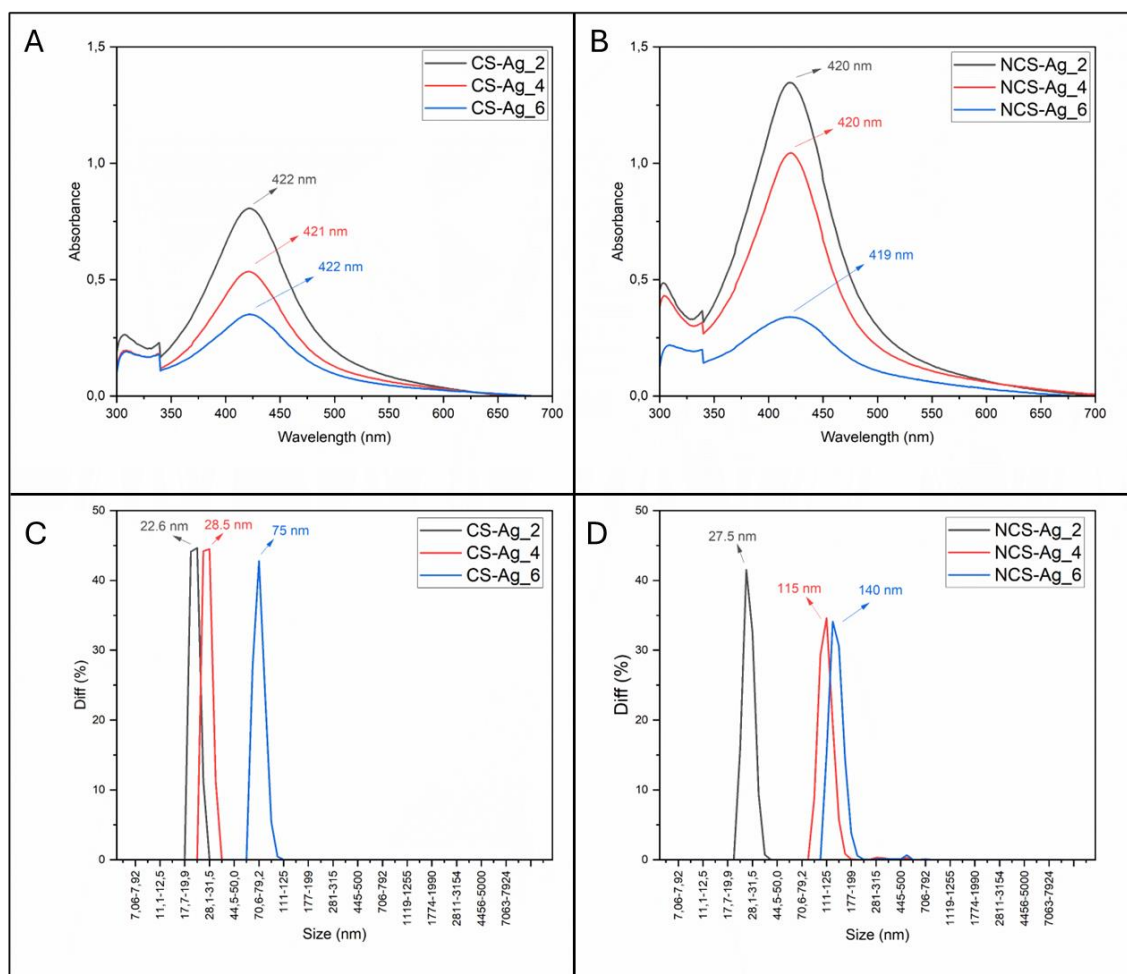 A
CS-Ag_2
CS-Ag_4
CS-Ag_6
422 nm
421 nm
422 nm
1,5
1,0
0,5
0,0
Absorbance
300 350 400 450 500 550 600 650 700
Wavelength (nm)
B
NCS-Ag_2
NCS-Ag_4
NCS-Ag_6
420 nm
420 nm
419 nm
1,5
1,0
0,5
0,0
Absorbance
300 350 400 450 500 550 600 650 700
Wavelength (nm)
C
CS-Ag_2
CS-Ag_4
CS-Ag_6
22.6 nm
28.5 nm
75 nm
50
40
30
20
10
0
Diff (%)
7,06-7,92
11,1-12,5
17,7-19,9
28,1-31,5
44,5-50,0
70,6-79,2
111-125
177-199
281-315
445-500
706-792
1119-1255
1774-1990
2811-3154
4456-5000
7063-7924
Size (nm)
D
NCS-Ag_2
NCS-Ag_4
NCS-Ag_6
27.5 nm
115 nm
140 nm
50
40
30
20
10
0
Diff (%)
7,06-7,92
11,1-12,5
17,7-19,9
28,1-31,5
44,5-50,0
70,6-79,2
111-125
177-199
281-315
445-500
706-792
1119-1255
1774-1990
2811-3154
4456-5000
7063-7924
Size (nm)